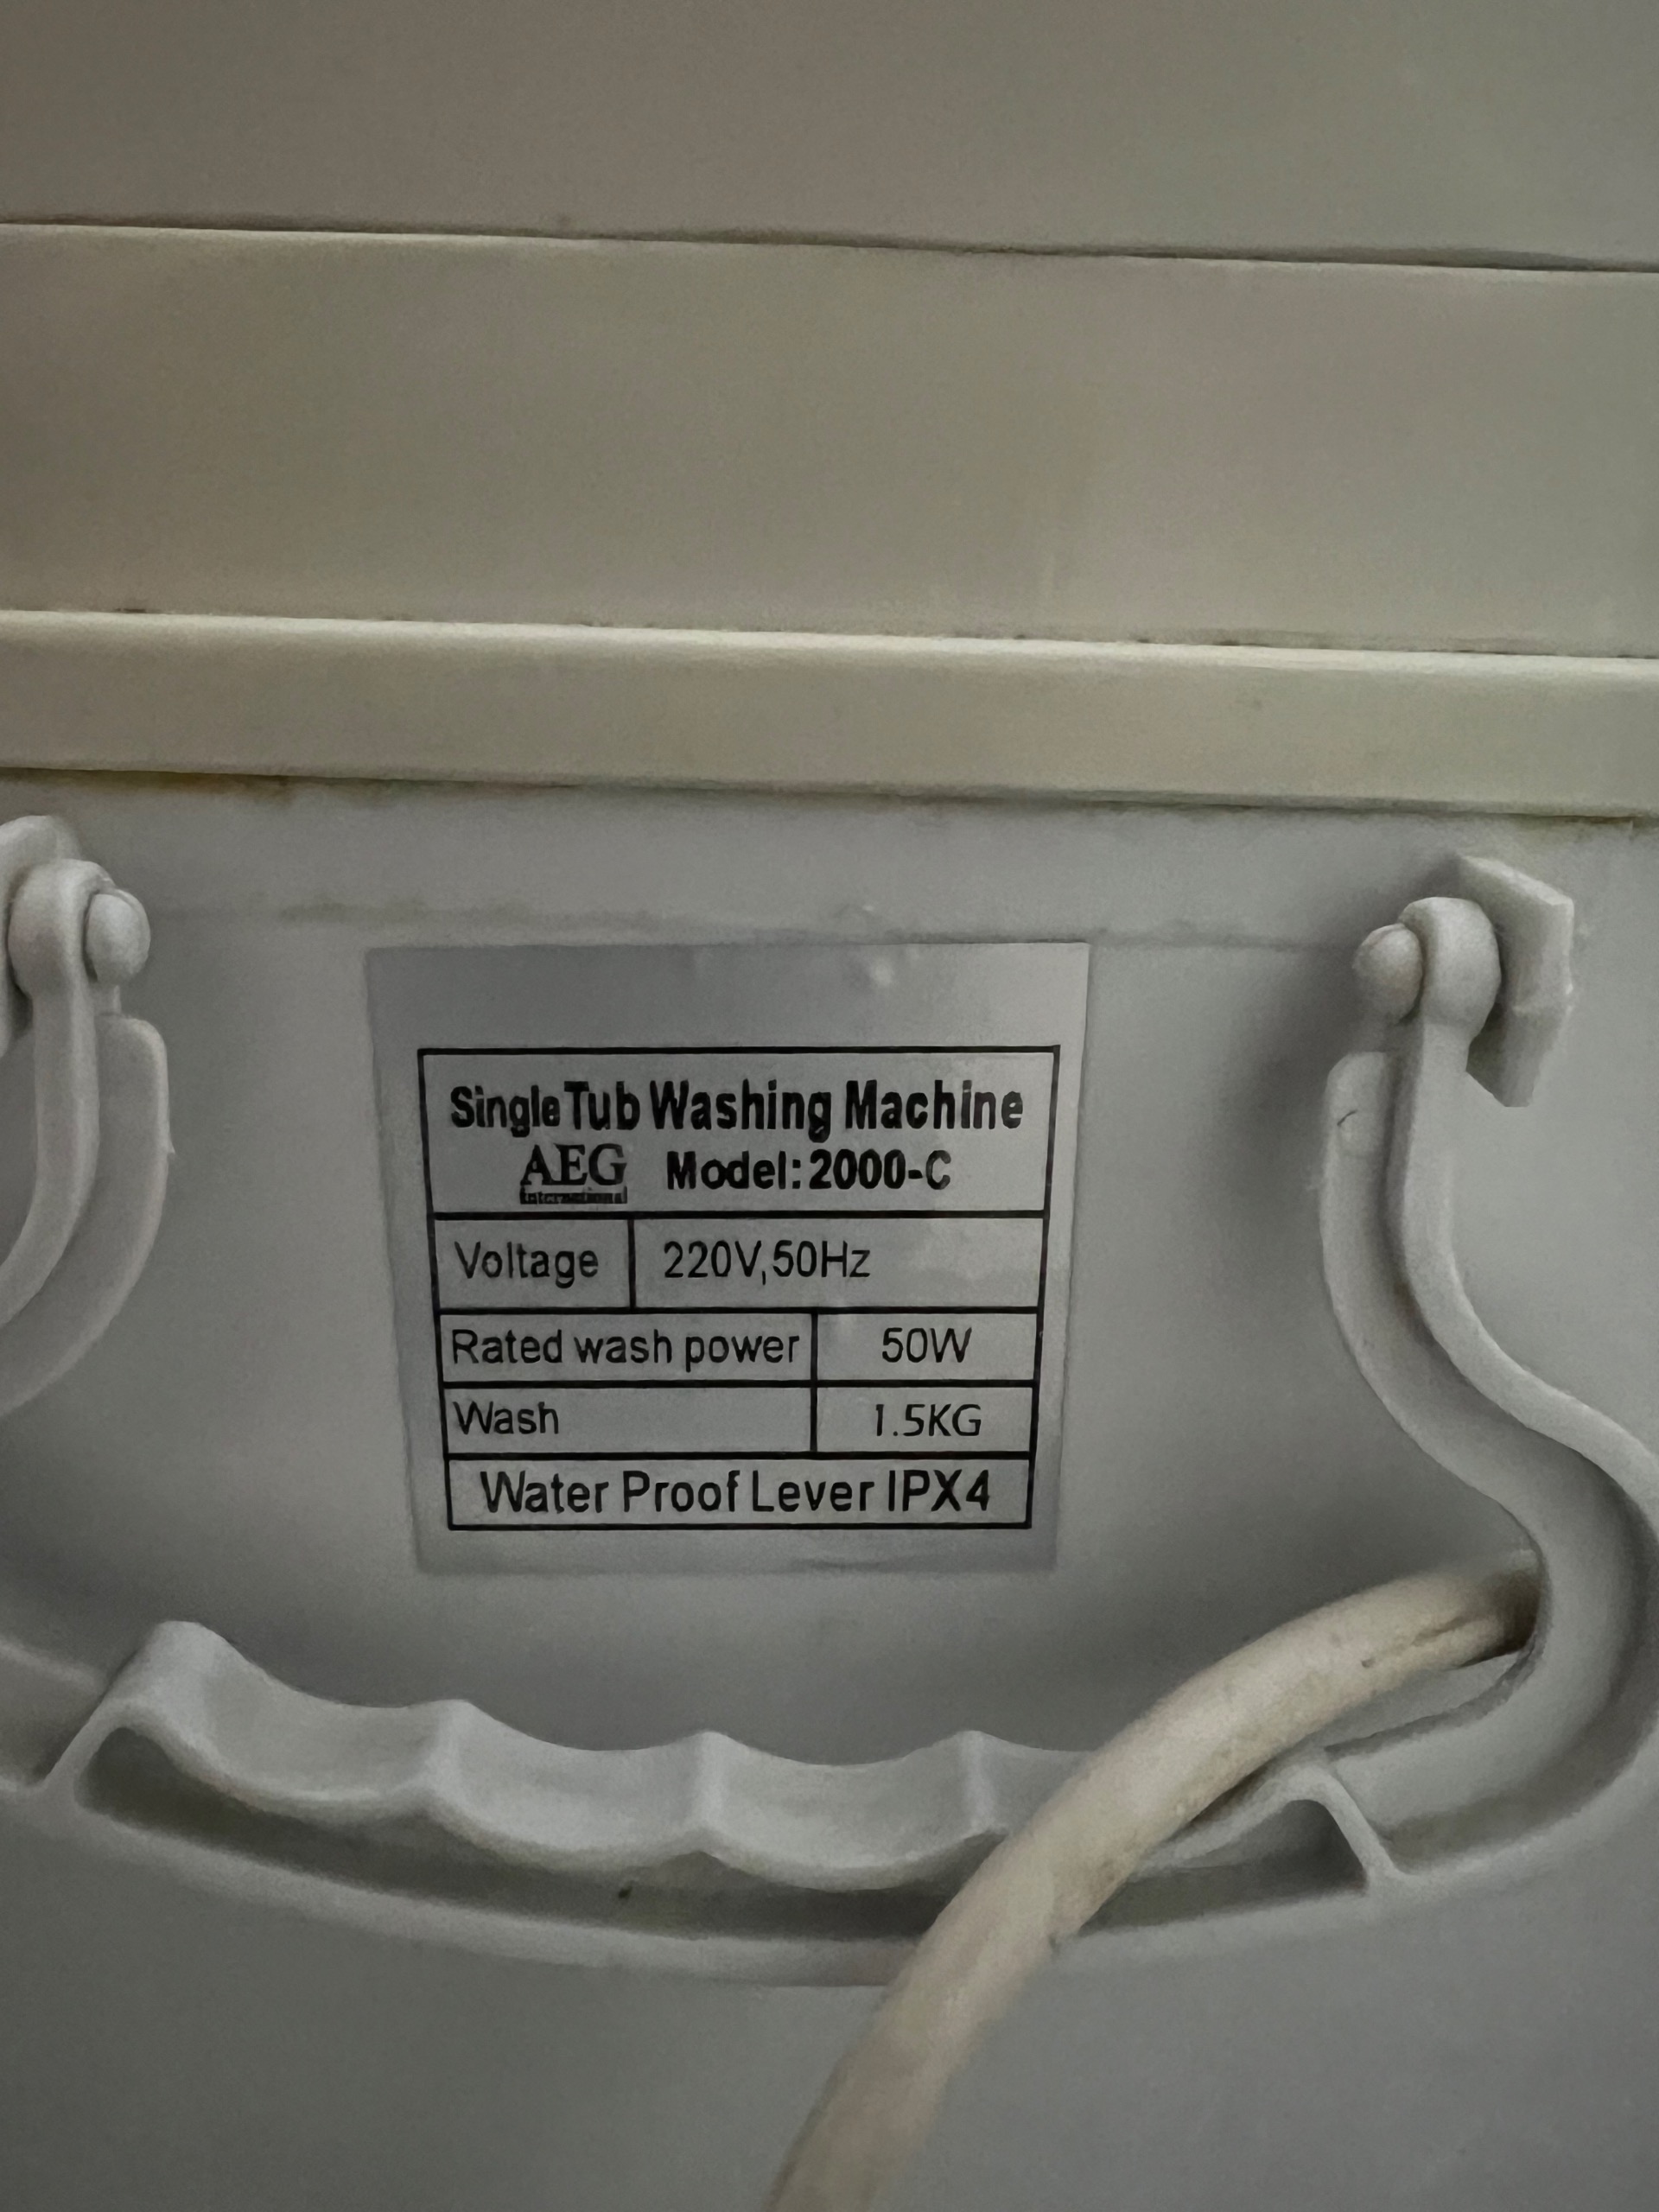 Single Tub Washing Machine
AEG International Model: 2000-C
Voltage 220V,50Hz
Rated wash power 50W
Wash 1.5KG
Water Proof Lever IPX4